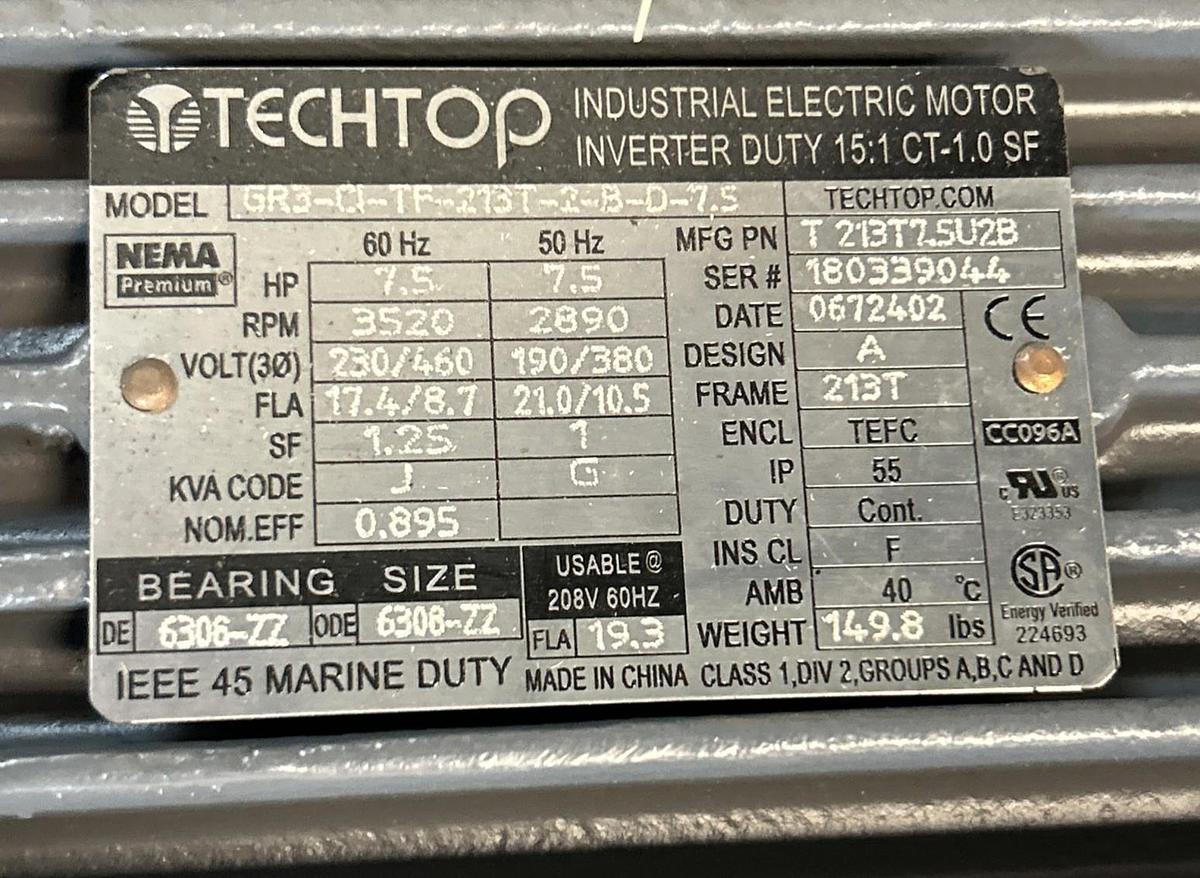 TECHTOP
INDUSTRIAL ELECTRIC MOTOR
INVERTER DUTY 15:1 CT-1.0 SF
MODEL GR3-CI-TF-213T-2-B-D-7.5 TECHTOP.COM
NEMA
Premium®
60 Hz 50 Hz
HP 7.5 7.5
RPM 3520 2890
VOLT(3Ø) 230/460 190/380
FLA 17.4/8.7 21.0/10.5
SF 1.25 1
KVA CODE J G
NOM.EFF 0.895
MFG PN T 213T7.5U2B
SER # 180339044
DATE 0672402
DESIGN A
FRAME 213T
ENCL TEFC
IP 55
DUTY Cont.
INS CL F
AMB 40 °C
WEIGHT 149.8 lbs
CE
CC096A
c RU ® US
E323353
SA ®
Energy Verified
224693
BEARING SIZE
DE 6306-ZZ ODE 6308-ZZ
USABLE @
208V 60HZ
FLA 19.3
IEEE 45 MARINE DUTY MADE IN CHINA CLASS 1,DIV 2,GROUPS A,B,C AND D